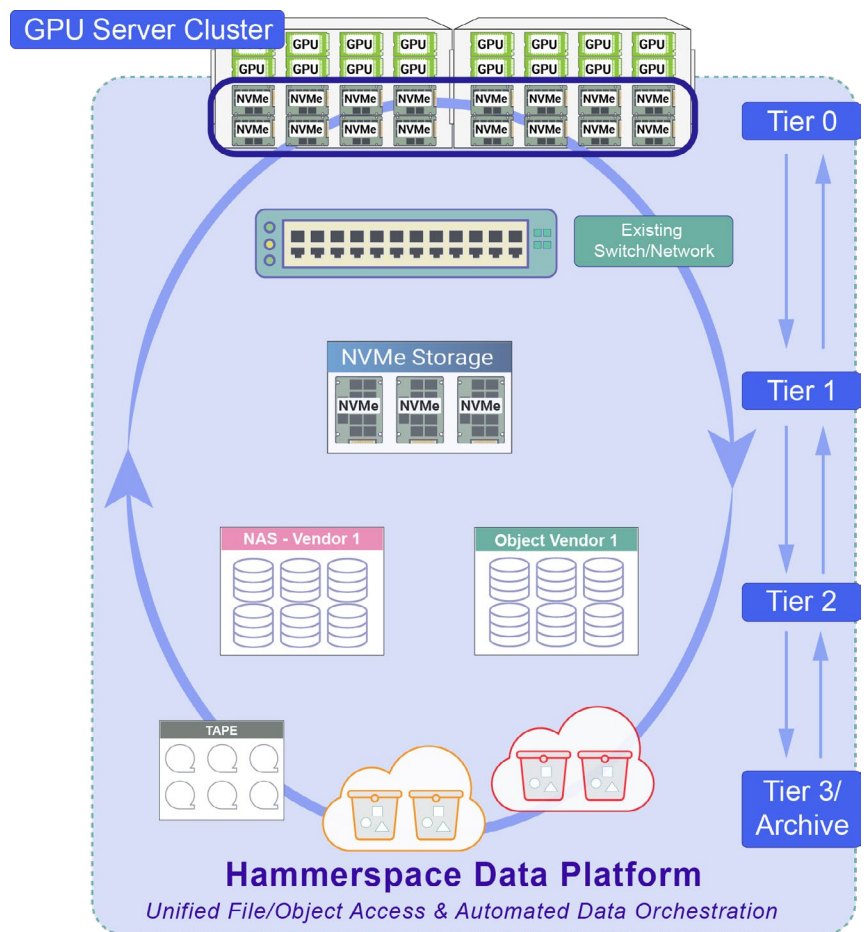 GPU Server Cluster
GPU GPU GPU GPU GPU GPU GPU GPU
GPU GPU GPU GPU GPU GPU GPU GPU
NVMe NVMe NVMe NVMe NVMe NVMe NVMe NVMe
NVMe NVMe NVMe NVMe NVMe NVMe NVMe NVMe
Tier 0
Existing
Switch/Network
NVMe Storage
NVMe NVMe NVMe
Tier 1
NAS - Vendor 1
Object Vendor 1
Tier 2
TAPE
Tier 3/
Archive
Hammerspace Data Platform
Unified File/Object Access & Automated Data Orchestration